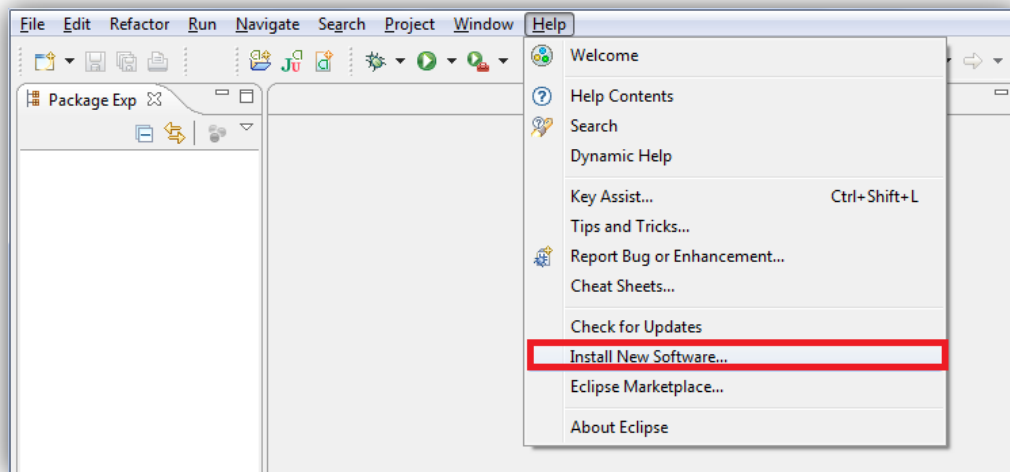 File Edit Refactor Run Navigate Search Project Window Help
Package Exp
Welcome
Help Contents
Search
Dynamic Help
Key Assist... Ctrl+Shift+L
Tips and Tricks...
Report Bug or Enhancement...
Cheat Sheets...
Check for Updates
Install New Software...
Eclipse Marketplace...
About Eclipse